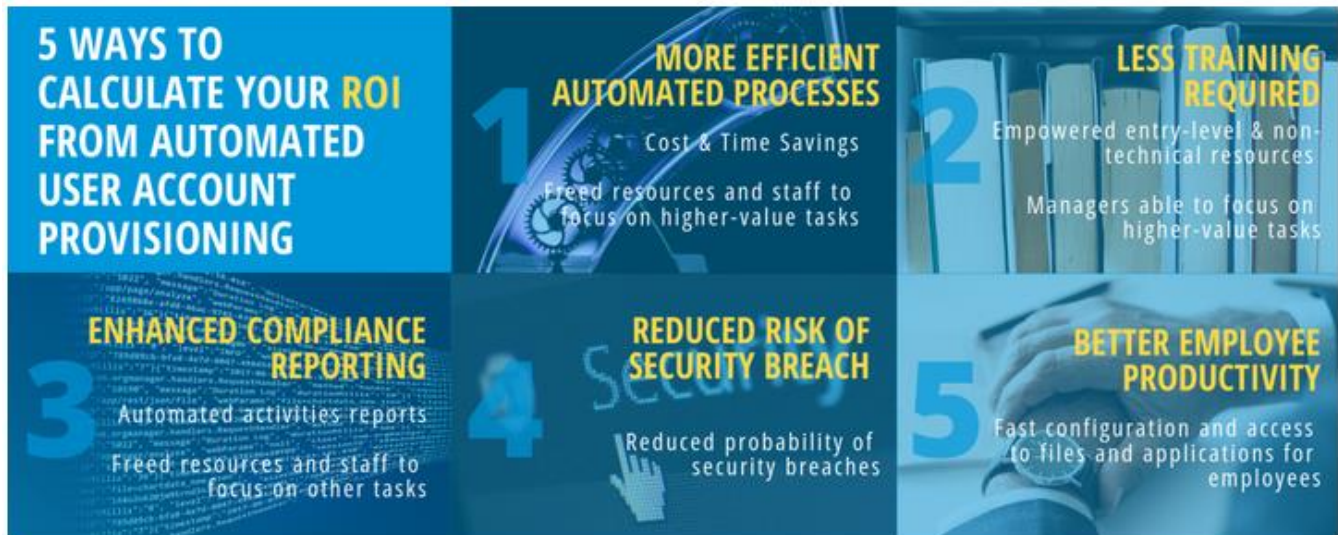 5 WAYS TO
CALCULATE YOUR ROI
FROM AUTOMATED
USER ACCOUNT
PROVISIONING
1
MORE EFFICIENT
AUTOMATED PROCESSES
Cost & Time Savings
Freed resources and staff to
focus on higher-value tasks
2
LESS TRAINING
REQUIRED
Empowered entry-level & non-
technical resources
Managers able to focus on
higher-value tasks
3
ENHANCED COMPLIANCE
REPORTING
Automated activities reports
Freed resources and staff to
focus on other tasks
4
REDUCED RISK OF
SECURITY BREACH
Security
Reduced probability of
security breaches
5
BETTER EMPLOYEE
PRODUCTIVITY
Fast configuration and access
to files and applications for
employees